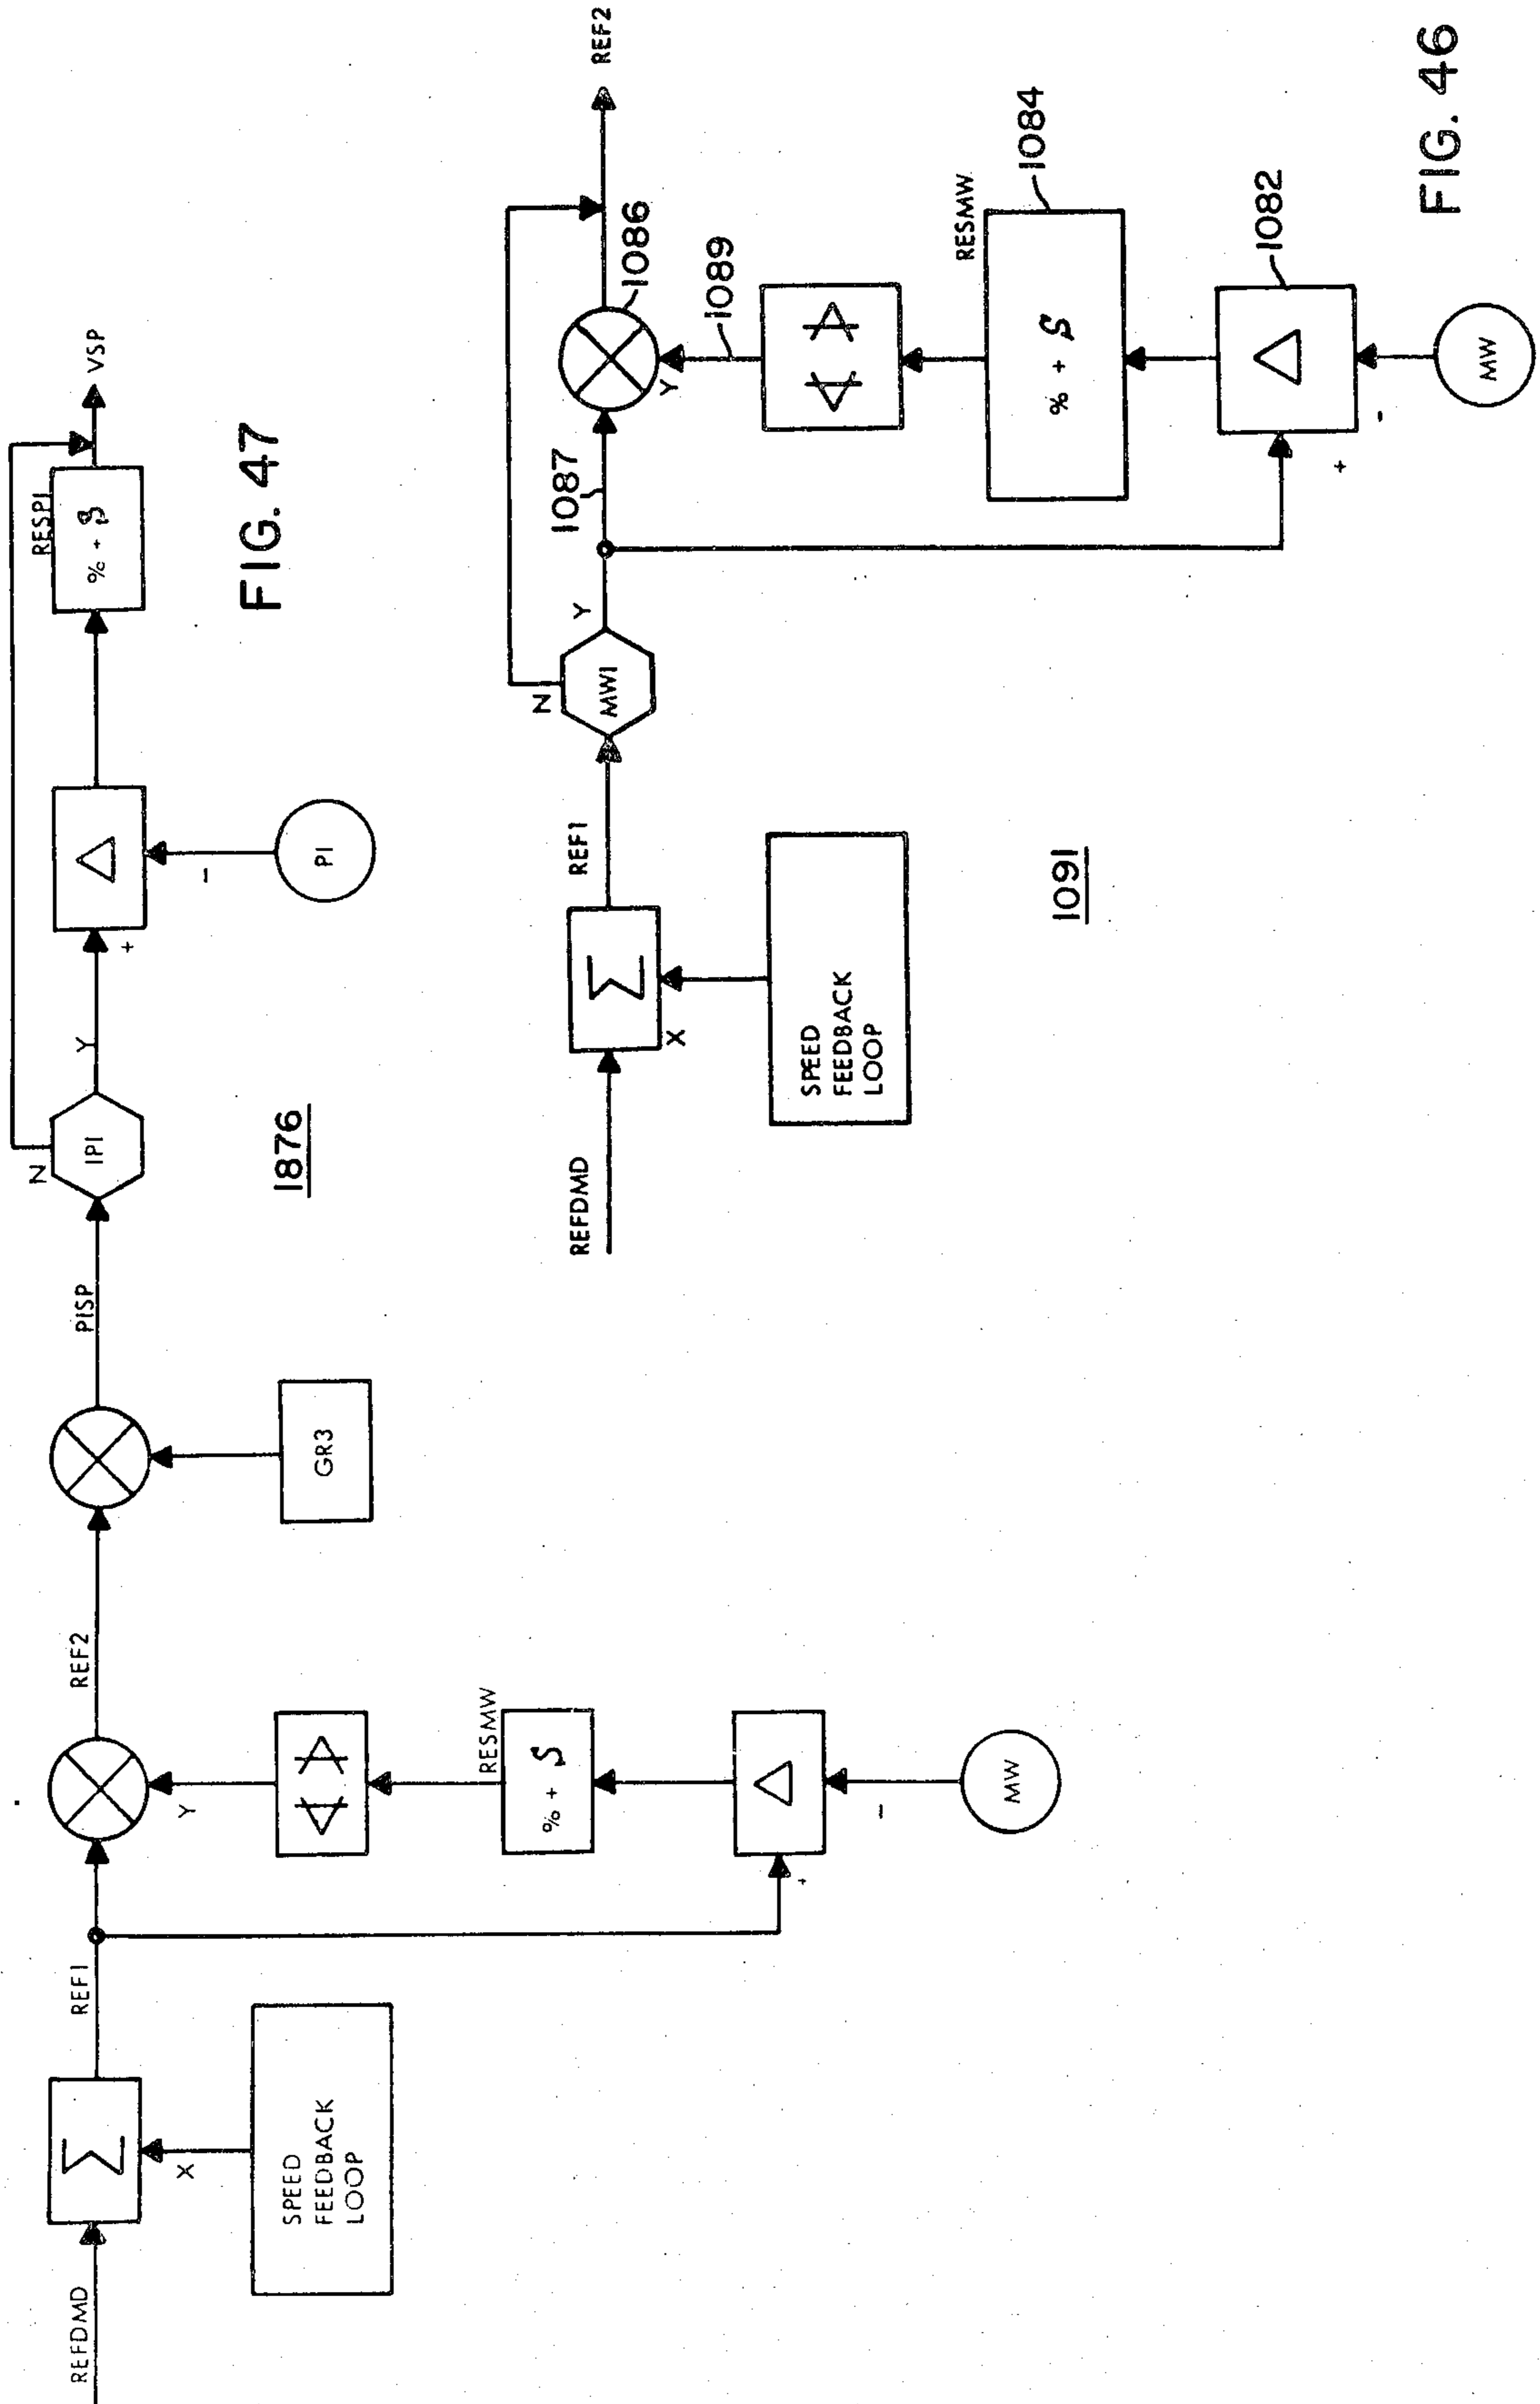 REFDMD
Σ
X
SPEED
FEEDBACK
LOOP
REF1
Y
RESMW
% + ∫
Δ
+
-
MW
REF2
GR3
PISP
IPI
N
Y
+
Δ
-
PI
RESPI
% + ∫
VSP
1876
FIG. 47
REFDMD
Σ
X
SPEED
FEEDBACK
LOOP
REF1
MWI
N
Y
1087
1086
REF2
Y
1089
RESMW
% + ∫
1084
Δ
1082
+
-
MW
1091
FIG. 46